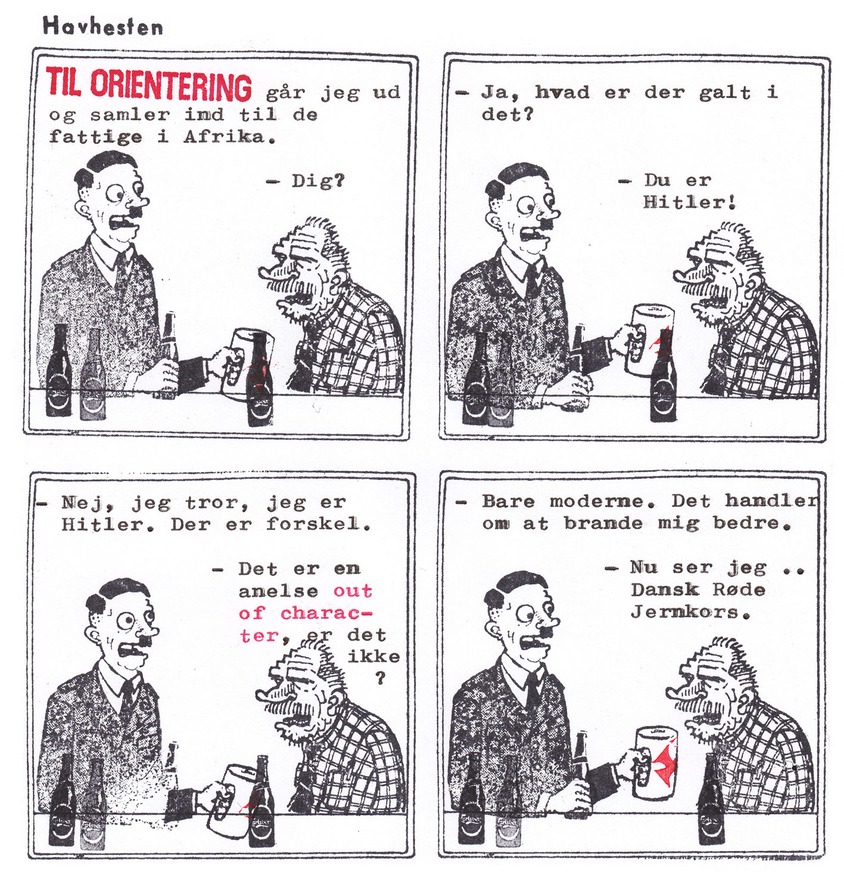 Havhesten
TIL ORIENTERING går jeg ud
og samler ind til de
fattige i Afrika.
- Dig?
- Ja, hvad er der galt i
det?
- Du er
Hitler!
- Nej, jeg tror, jeg er
Hitler. Der er forskel.
- Det er en
anelse out
of charac-
ter, er det
ikke
?
- Bare moderne. Det handler
om at brande mig bedre.
- Nu ser jeg ..
Dansk Røde
Jernkors.